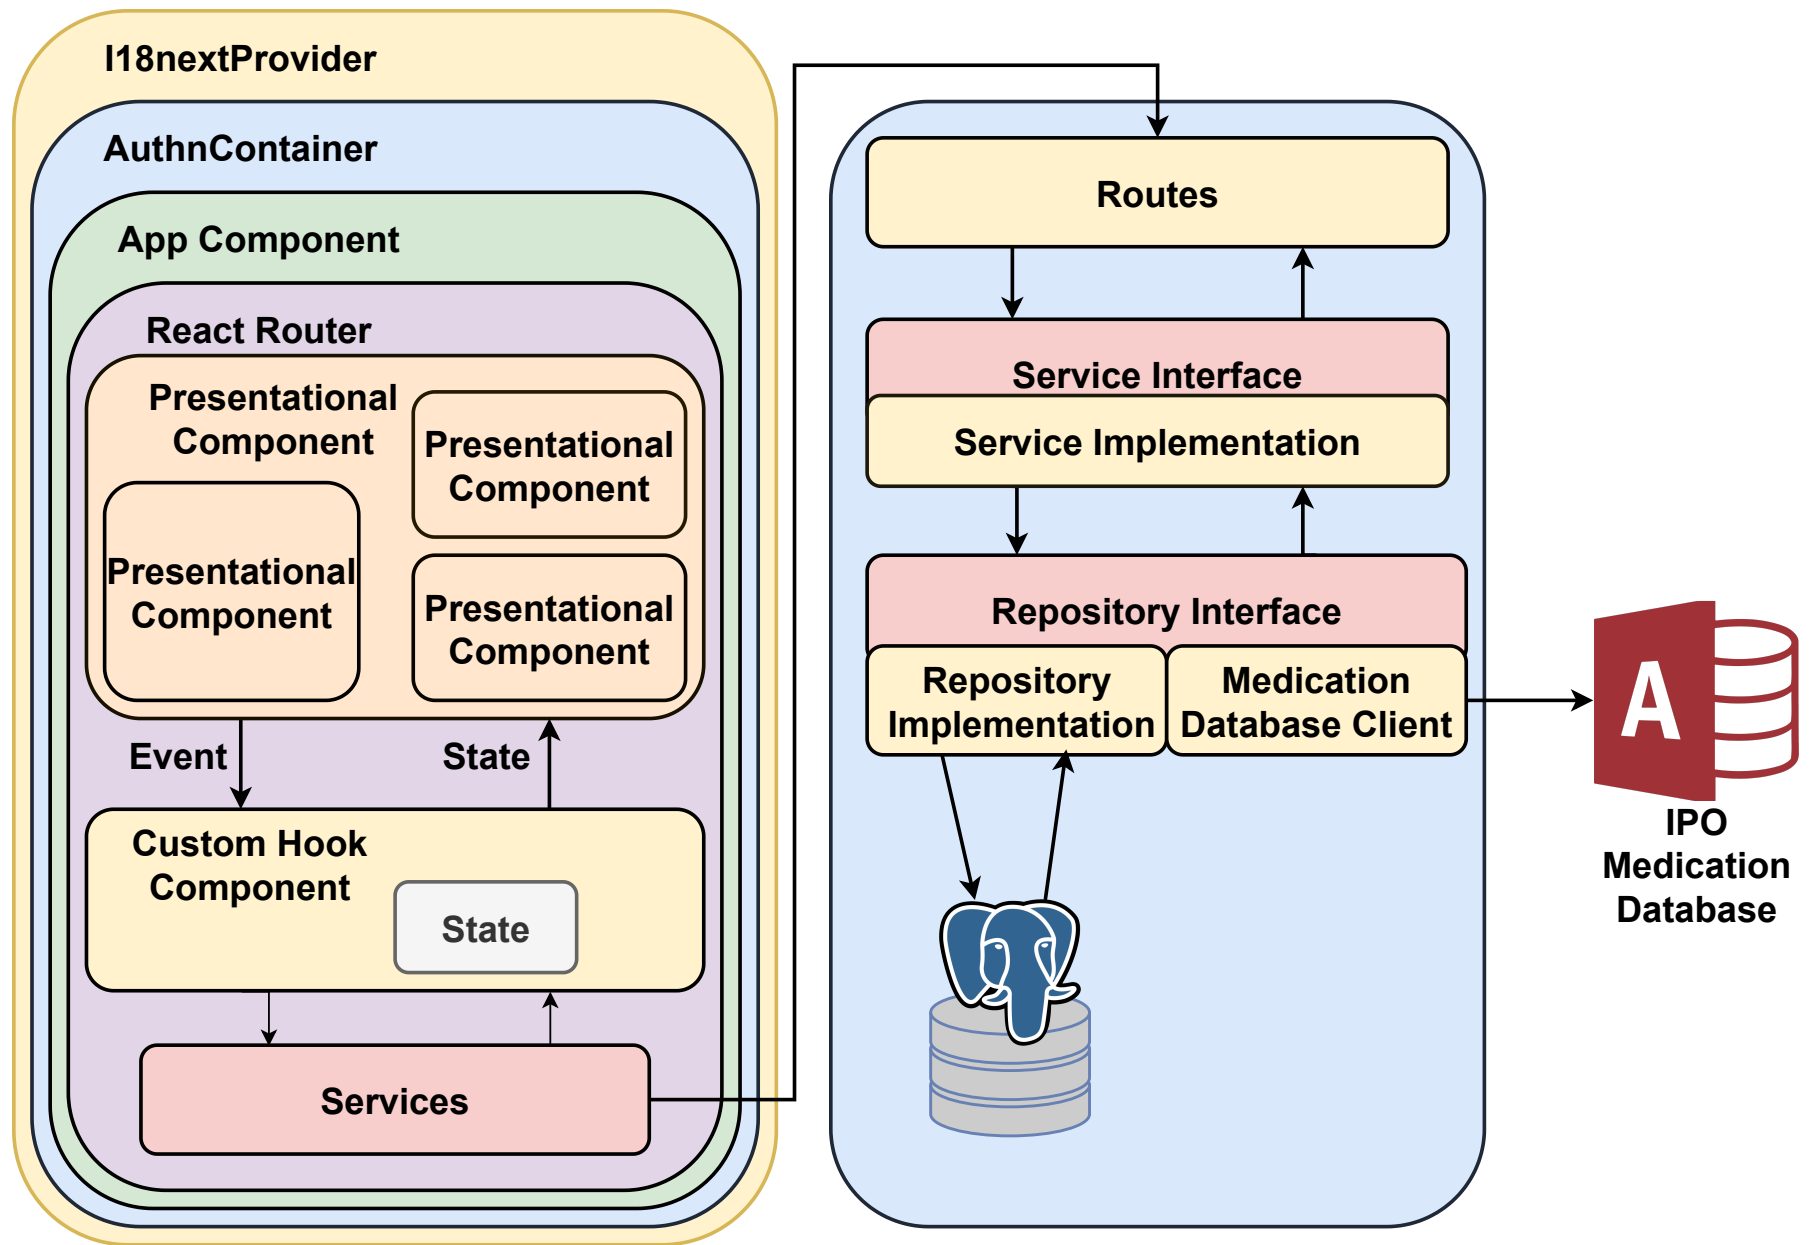 I18nextProvider
AuthnContainer
App Component
React Router
Presentational
Component
Presentational
Component
Presentational
Component
Presentational
Component
Event
State
Custom Hook
Component
State
Services
Routes
Service Interface
Service Implementation
Repository Interface
Repository
Implementation
Medication
Database Client
A
IPO
Medication
Database